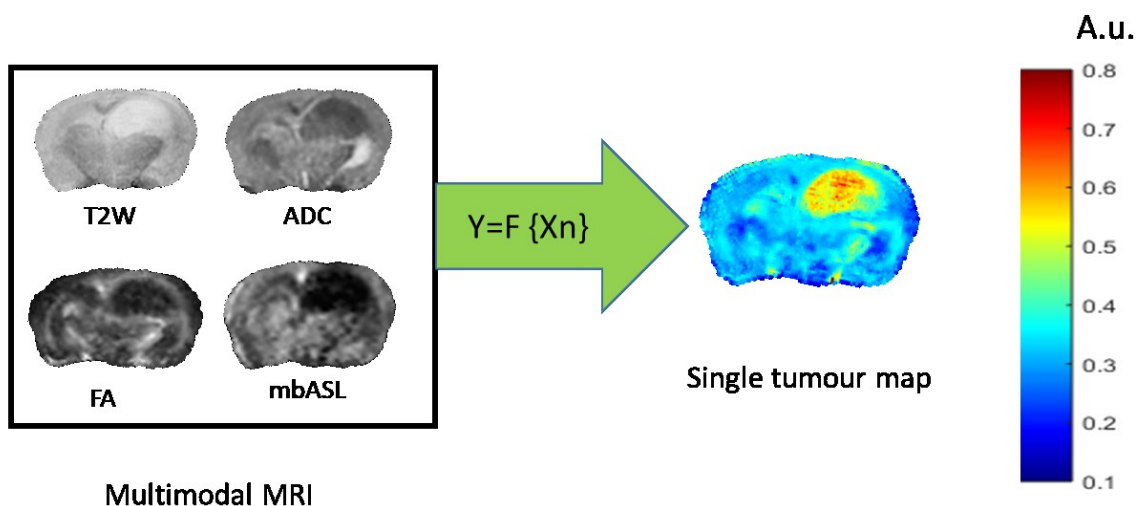 A.u.
T2W
ADC
FA
mbASL
Multimodal MRI
Y=F {Xn}
Single tumour map
0.8
0.7
0.6
0.5
0.4
0.3
0.2
0.1